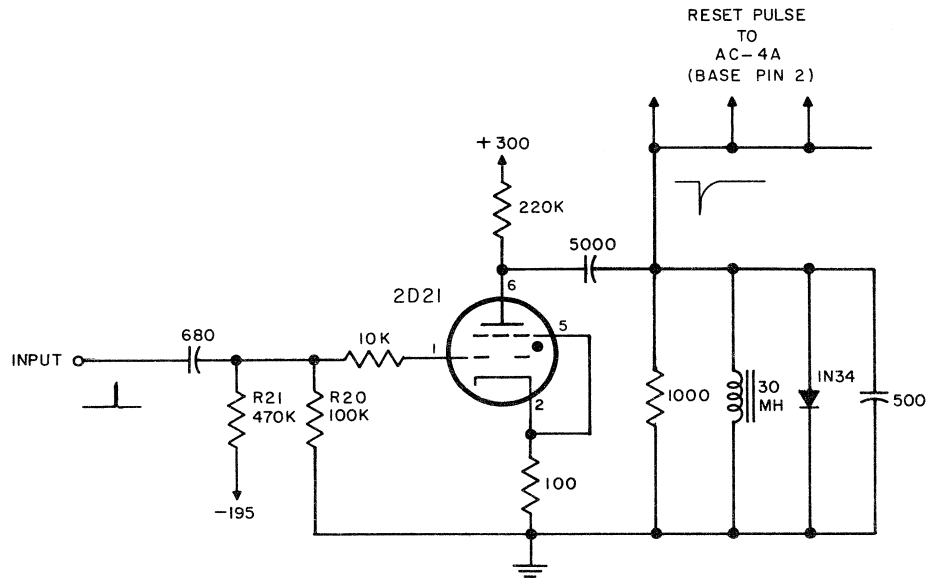 RESET PULSE
TO
AC-4A
(BASE PIN 2)
+300
220K
5000
6
2D21
5
680
10K
1
INPUT
R21
470K
R20
100K
2
1000
30
MH
1N34
500
100
-195